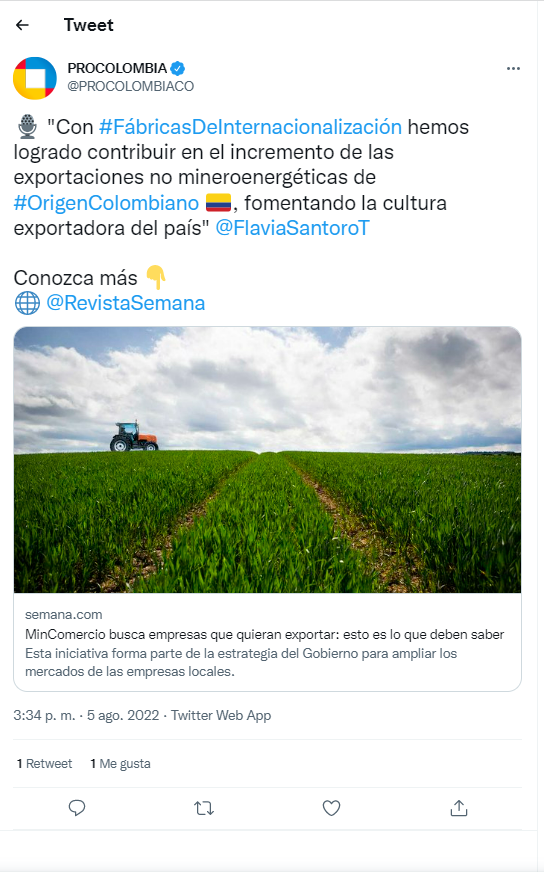 Tweet
PROCOLOMBIA
@PROCOLOMBIACO
"Con #FábricasDeInternacionalización hemos
logrado contribuir en el incremento de las
exportaciones no mineroenergéticas de
#OrigenColombiano 🇨🇴, fomentando la cultura
exportadora del país" @FlaviaSantoroT
Conozca más 👇
🌐 @RevistaSemana
semana.com
MinComercio busca empresas que quieran exportar: esto es lo que deben saber
Esta iniciativa forma parte de la estrategia del Gobierno para ampliar los
mercados de las empresas locales.
3:34 p. m. · 5 ago. 2022 · Twitter Web App
1 Retweet 1 Me gusta